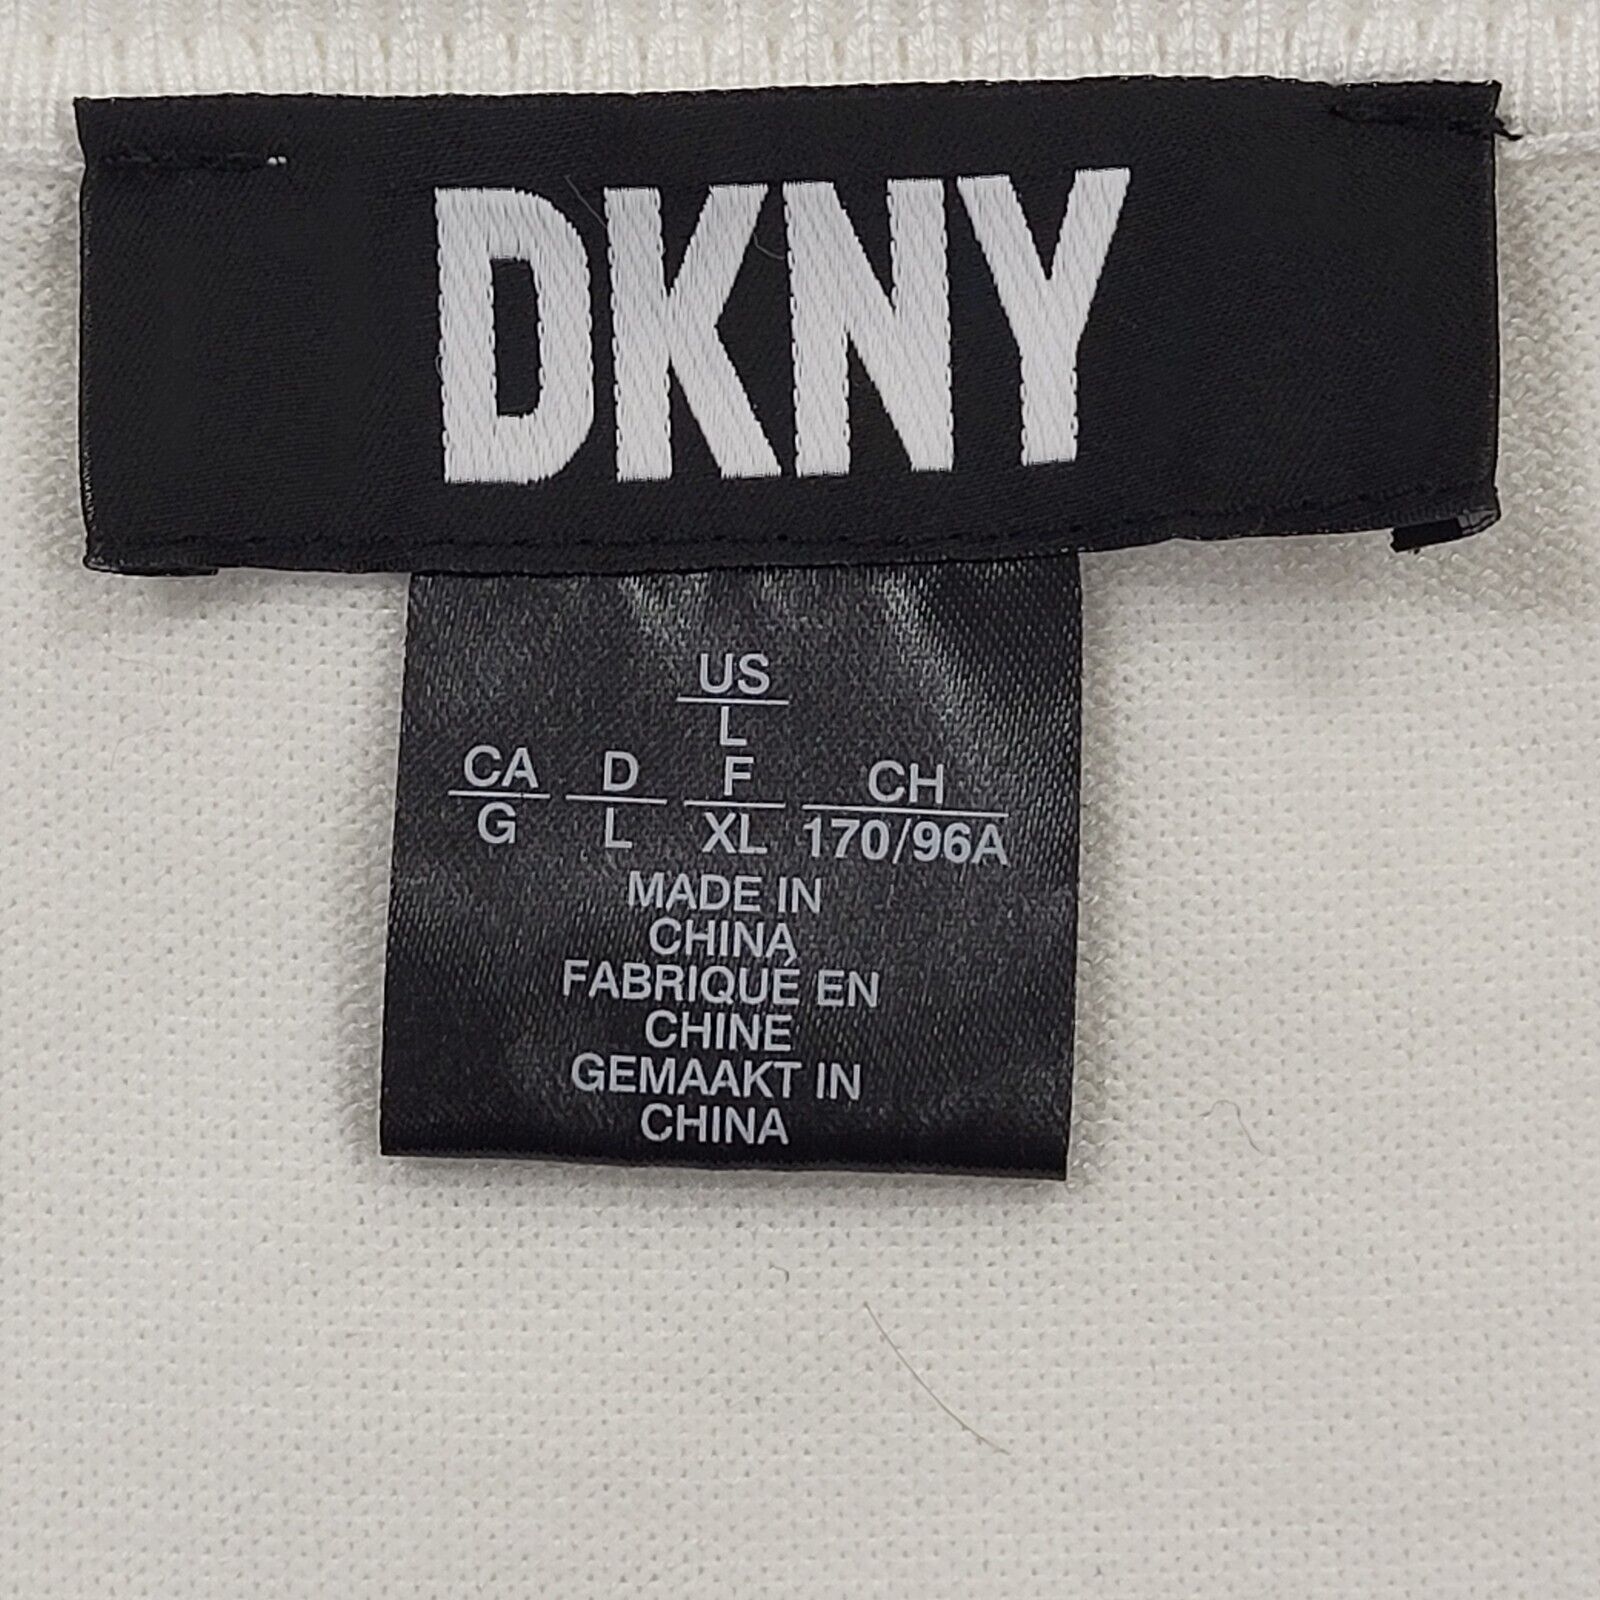 DKNY
US
L
CA D F CH
G L XL 170/96A
MADE IN
CHINA
FABRIQUÉ EN
CHINE
GEMAAKT IN
CHINA